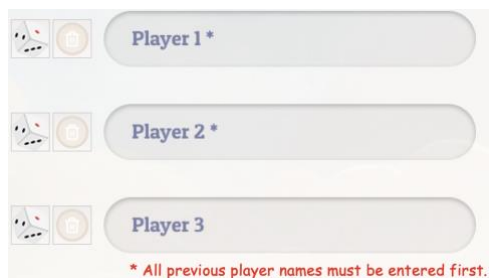 Player 1 *
Player 2 *
Player 3
* All previous player names must be entered first.